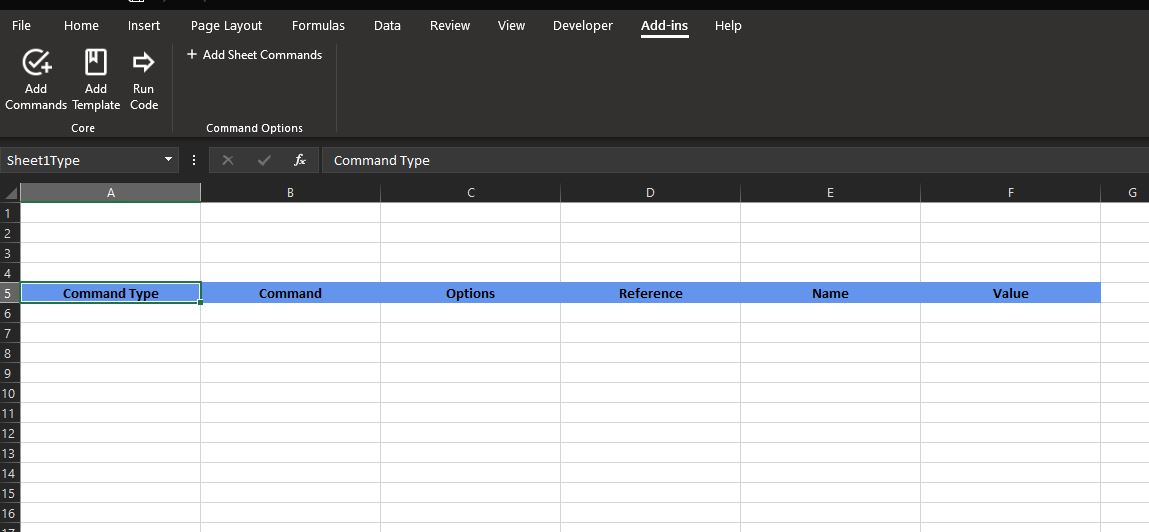 File Home Insert Page Layout Formulas Data Review View Developer Add-ins Help
+ Add Sheet Commands
Add Add Run
Commands Template Code
Core Command Options
Sheet1Type fx Command Type
A B C D E F G
1
2
3
4
5 Command Type Command Options Reference Name Value
6
7
8
9
10
11
12
13
14
15
16
17